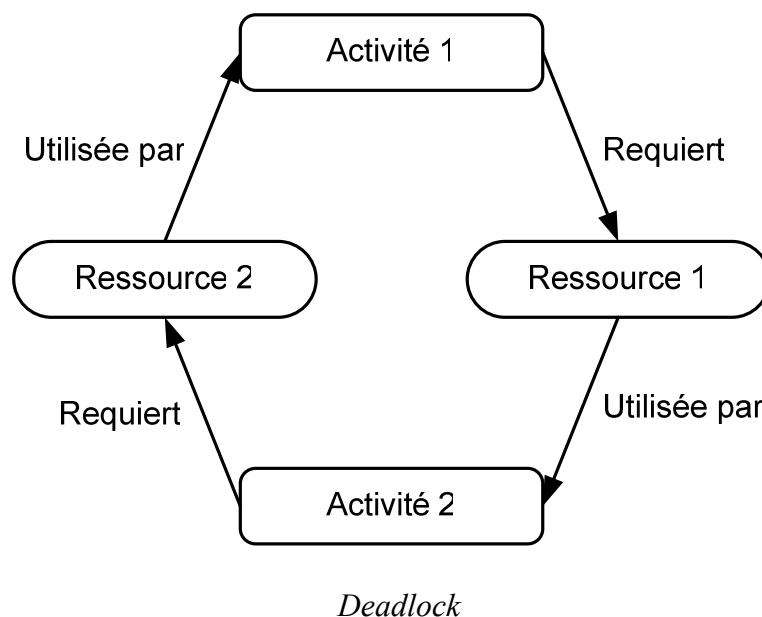 Activité 1
Utilisée par
Requiert
Ressource 2
Ressource 1
Requiert
Utilisée par
Activité 2
Deadlock